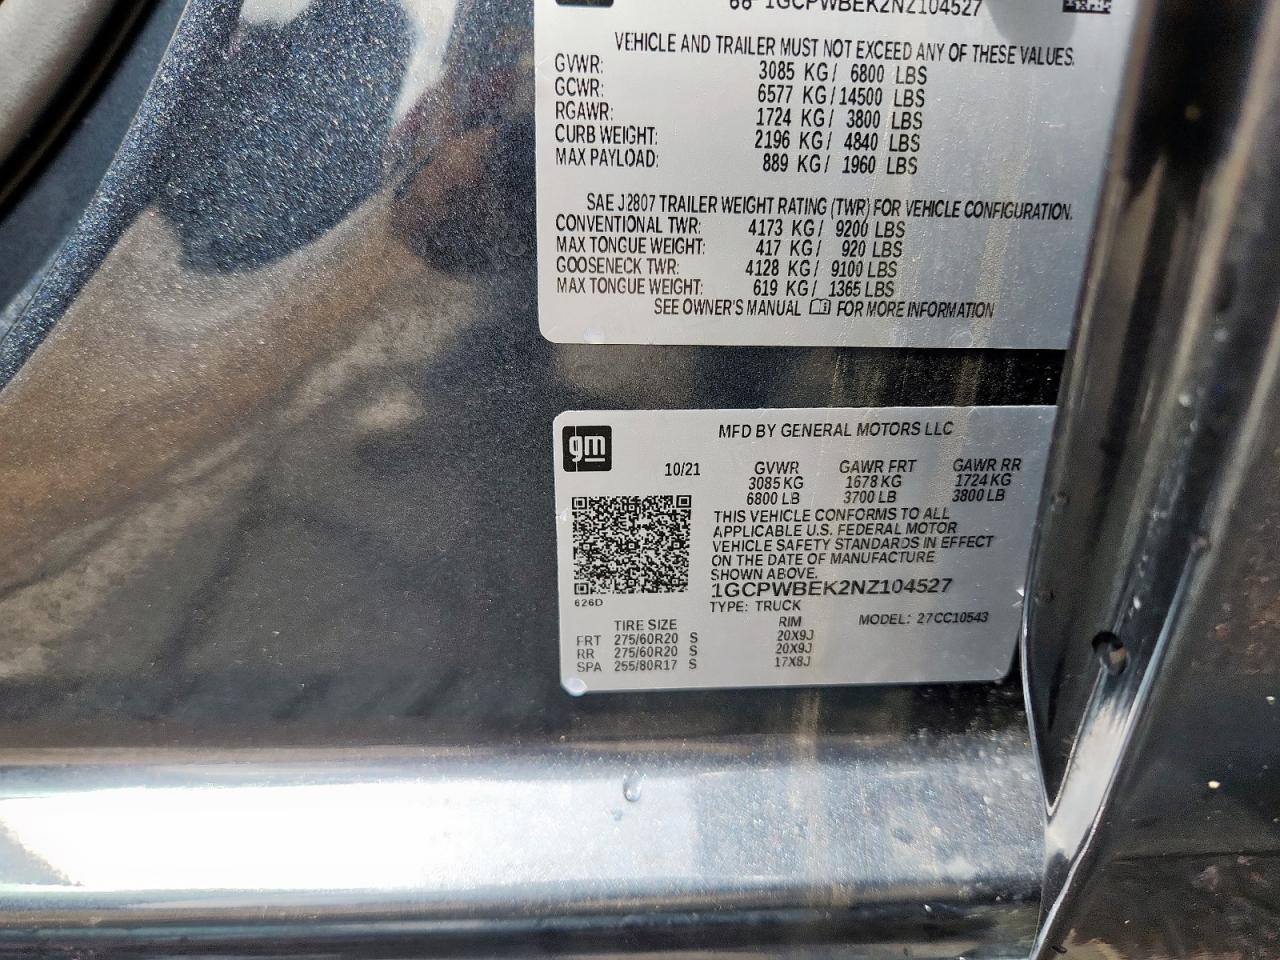 1GCPWBEK2NZ104527
VEHICLE AND TRAILER MUST NOT EXCEED ANY OF THESE VALUES.
GVWR: 3085 KG/ 6800 LBS
GCWR: 6577 KG/14500 LBS
RGAWR: 1724 KG/ 3800 LBS
CURB WEIGHT: 2196 KG/ 4840 LBS
MAX PAYLOAD: 889 KG/ 1960 LBS
SAE J2807 TRAILER WEIGHT RATING (TWR) FOR VEHICLE CONFIGURATION.
CONVENTIONAL TWR: 4173 KG/ 9200 LBS
MAX TONGUE WEIGHT: 417 KG/ 920 LBS
GOOSENECK TWR: 4128 KG/ 9100 LBS
MAX TONGUE WEIGHT: 619 KG/ 1365 LBS
SEE OWNER'S MANUAL FOR MORE INFORMATION
gm
MFD BY GENERAL MOTORS LLC
10/21 GVWR GAWR FRT GAWR RR
3085 KG 1678 KG 1724 KG
6800 LB 3700 LB 3800 LB
THIS VEHICLE CONFORMS TO ALL
APPLICABLE U.S. FEDERAL MOTOR
VEHICLE SAFETY STANDARDS IN EFFECT
ON THE DATE OF MANUFACTURE
SHOWN ABOVE.
1GCPWBEK2NZ104527
626D
TYPE: TRUCK MODEL: 27CC10543
TIRE SIZE RIM
FRT 275/60R20 S 20X9J
RR 275/60R20 S 20X9J
SPA 255/80R17 S 17X8J